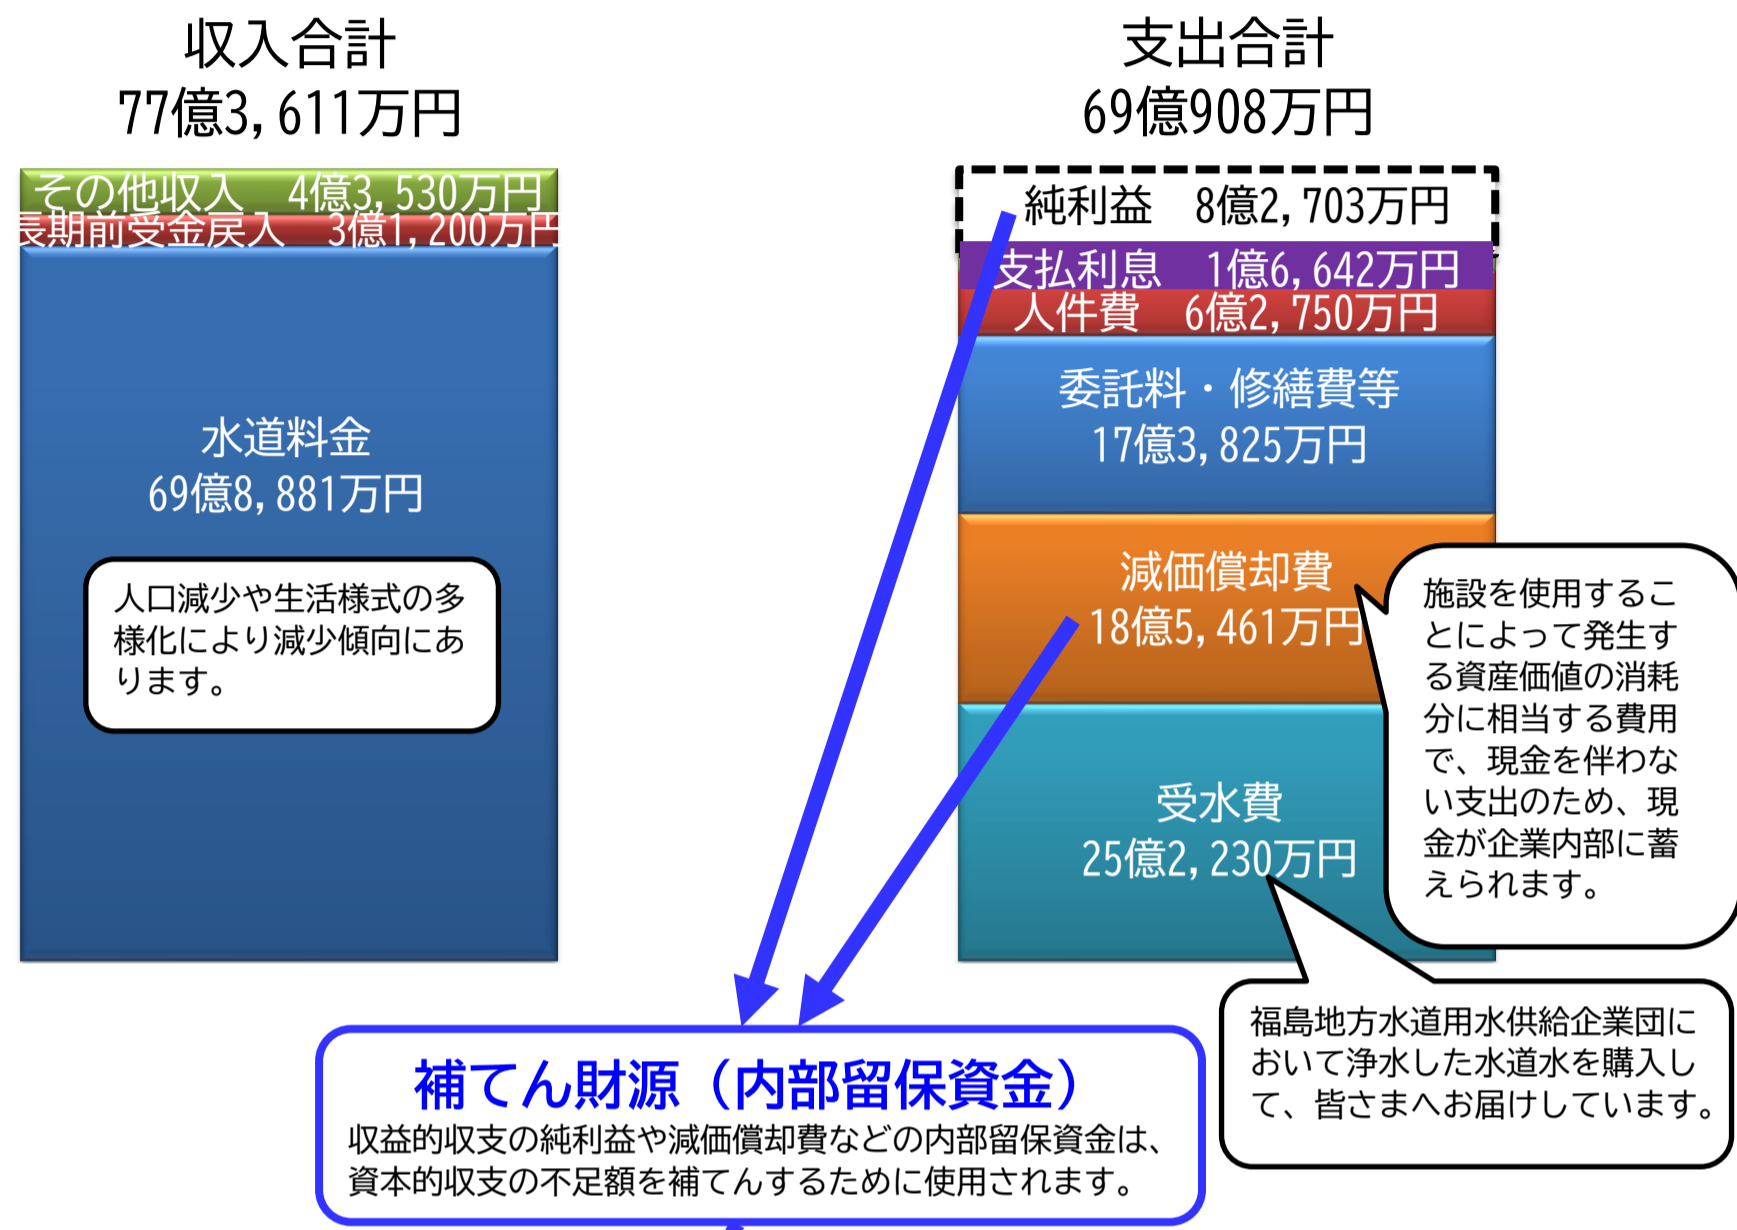 収入合計
77億3,611万円
その他収入　4億3,530万円
長期前受金戻入　3億1,200万円
水道料金
69億8,881万円
人口減少や生活様式の多
様化により減少傾向にあ
ります。
支出合計
69億908万円
純利益　8億2,703万円
支払利息　1億6,642万円
人件費　6億2,750万円
委託料・修繕費等
17億3,825万円
減価償却費
18億5,461万円
受水費
25億2,230万円
施設を使用するこ
とによって発生す
る資産価値の消耗
分に相当する費用
で、現金を伴わな
い支出のため、現
金が企業内部に蓄
えられます。
福島地方水道用水供給企業団に
おいて浄水した水道水を購入し
て、皆さまへお届けしています。
補てん財源（内部留保資金）
収益的収支の純利益や減価償却費などの内部留保資金は、
資本的収支の不足額を補てんするために使用されます。